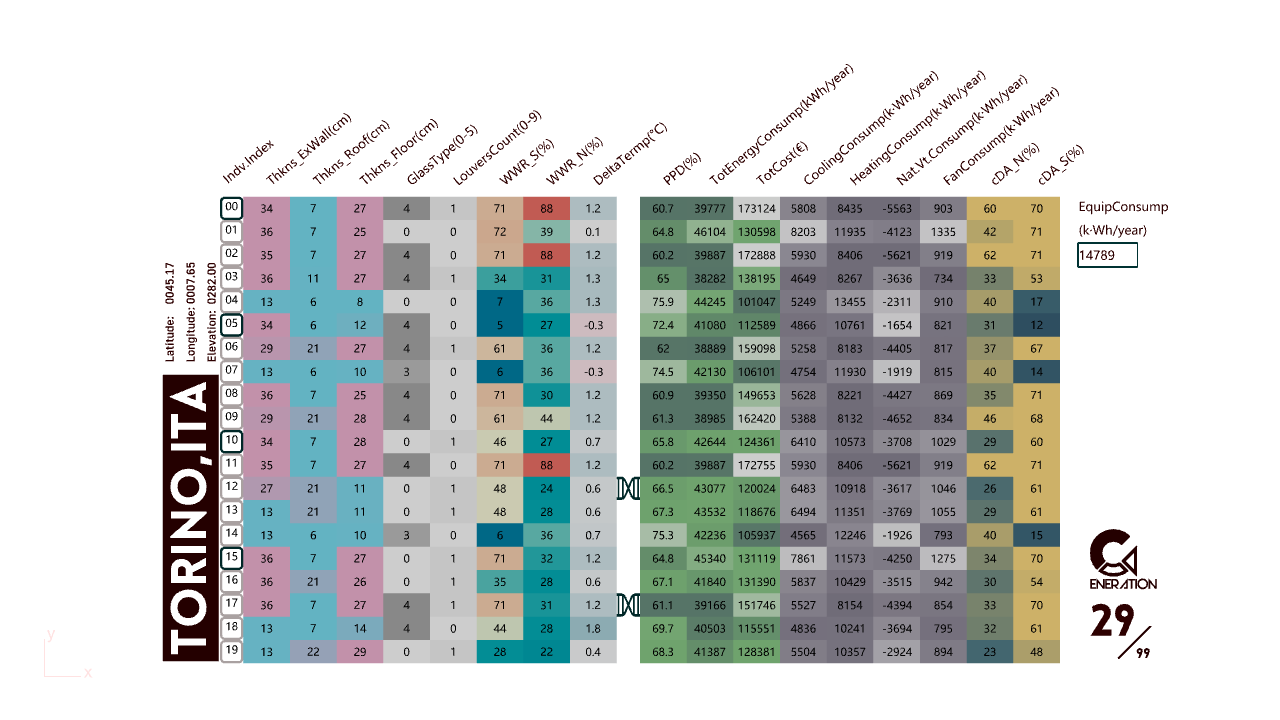 Indv.Index Thkns_ExWall(cm) Thkns_Roof(cm) Thkns_Floor(cm) GlassType(0-5) LouversCount(0-9) WWR_S(%) WWR_N(%) DeltaTermp(°C) PPD(%) TotEnergyConsump(kWh/year) TotCost(€) CoolingConsump(k·Wh/year) HeatingConsump(k·Wh/year) Nat.Vt.Consump(k·Wh/year) FanConsump(k·Wh/year) cDA_N(%) cDA_S(%)
00 34 7 27 4 1 71 88 1.2 60.7 39777 173124 5808 8435 -5563 903 60 70
01 36 7 25 0 0 72 39 0.1 64.8 46104 130598 8203 11935 -4123 1335 42 71
02 35 7 27 4 0 71 88 1.2 60.2 39887 172888 5930 8406 -5621 919 62 71
03 36 11 27 4 1 34 31 1.3 65 38282 138195 4649 8267 -3636 734 33 53
04 13 6 8 0 0 7 36 1.3 75.9 44245 101047 5249 13455 -2311 910 40 17
05 34 6 12 4 0 5 27 -0.3 72.4 41080 112589 4866 10761 -1654 821 31 12
06 29 21 27 4 1 61 36 1.2 62 38889 159098 5258 8183 -4405 817 37 67
07 13 6 10 3 0 6 36 -0.3 74.5 42130 106101 4754 11930 -1919 815 40 14
08 36 7 25 4 0 71 30 1.2 60.9 39350 149653 5628 8221 -4427 869 35 71
09 29 21 28 4 0 61 44 1.2 61.3 38985 162420 5388 8132 -4652 834 46 68
10 34 7 28 0 1 46 27 0.7 65.8 42644 124361 6410 10573 -3708 1029 29 60
11 35 7 27 4 0 71 88 1.2 60.2 39887 172755 5930 8406 -5621 919 62 71
12 27 21 11 0 1 48 24 0.6 66.5 43077 120024 6483 10918 -3617 1046 26 61
13 13 21 11 0 1 48 28 0.6 67.3 43532 118676 6494 11351 -3769 1055 29 61
14 13 6 10 3 0 6 36 0.7 75.3 42236 105937 4565 12246 -1926 793 40 15
15 36 7 27 0 1 71 32 1.2 64.8 45340 131119 7861 11573 -4250 1275 34 70
16 36 21 26 0 1 35 28 0.6 67.1 41840 131390 5837 10429 -3515 942 30 54
17 36 7 27 4 1 71 31 1.2 61.1 39166 151746 5527 8154 -4394 854 33 70
18 13 7 14 4 0 44 28 1.8 69.7 40503 115551 4836 10241 -3694 795 32 61
19 13 22 29 0 1 28 22 0.4 68.3 41387 128381 5504 10357 -2924 894 23 48
Latitude: 0045.17
Longitude: 0007.65
Elevation: 0282.00
TORINO,ITA
EquipConsump
(k·Wh/year)
14789
GENERATION
29/99
y
x